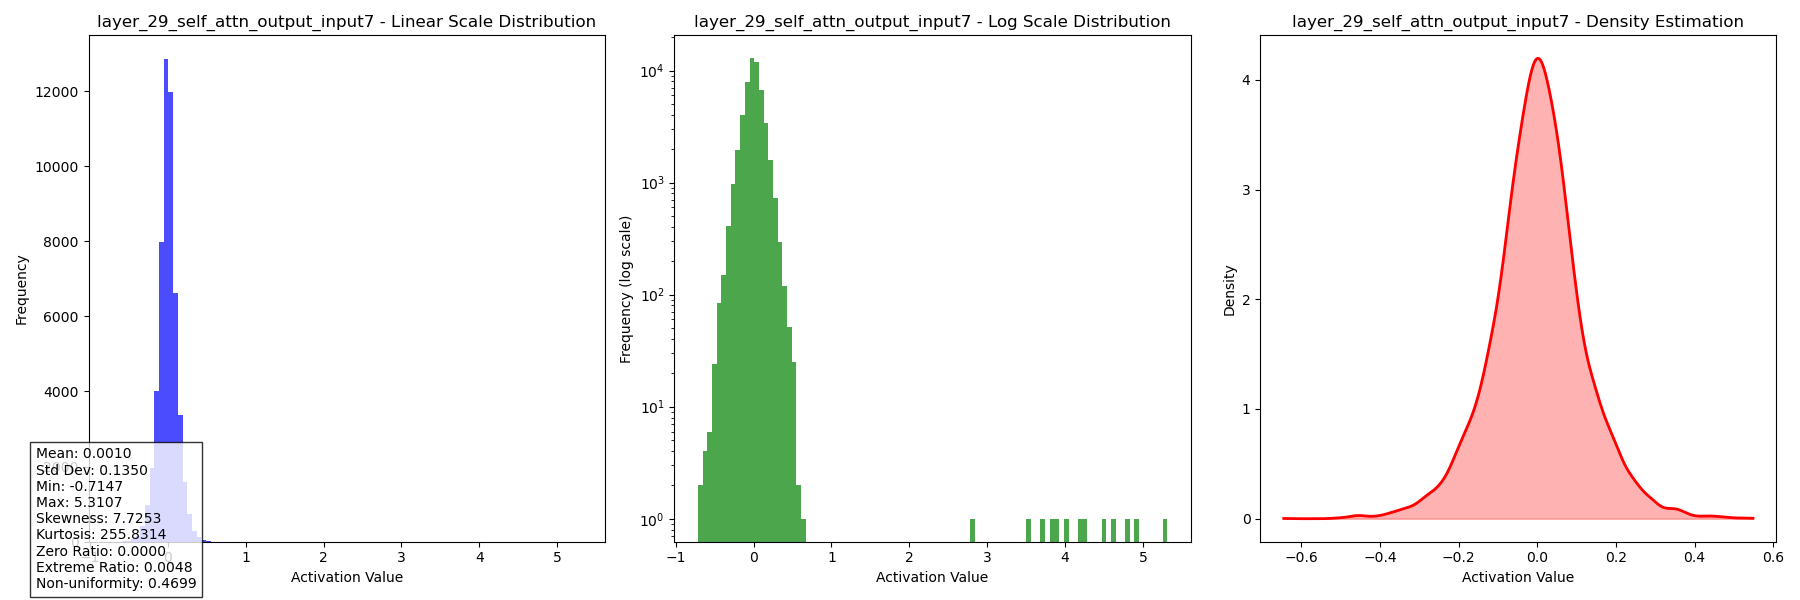 layer_29_self_attn_output_input7 - Linear Scale Distribution
layer_29_self_attn_output_input7 - Log Scale Distribution
layer_29_self_attn_output_input7 - Density Estimation
Frequency
12000
10000
8000
6000
4000
Mean: 0.0010
Std Dev: 0.1350
Min: -0.7147
Max: 5.3107
Skewness: 7.7253
Kurtosis: 255.8314
Zero Ratio: 0.0000
Extreme Ratio: 0.0048
Non-uniformity: 0.4699
0 1 2 3 4 5
Activation Value
Frequency (log scale)
10⁴
10³
10²
10¹
10⁰
−1 0 1 2 3 4 5
Activation Value
Density
4
3
2
1
0
−0.6 −0.4 −0.2 0.0 0.2 0.4 0.6
Activation Value